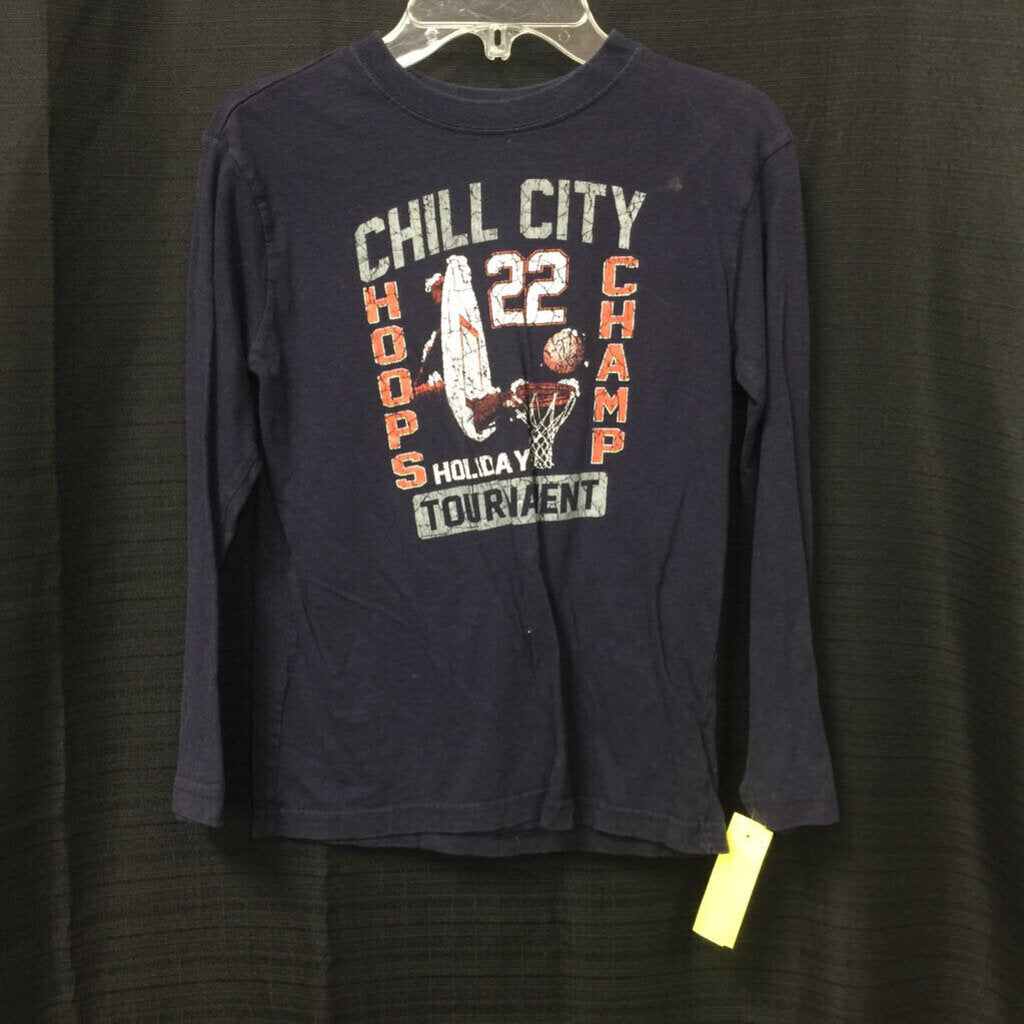 CHILL CITY
22
HOOPS
CHAMP
HOLIDAY
TOURNAMENT